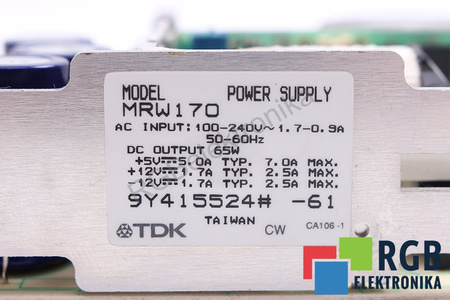 MODEL POWER SUPPLY
MRW170
AC INPUT: 100-240V~1.7-0.9A
50-60Hz
DC OUTPUT 65W
+5V⎓5.0A TYP. 7.0A MAX.
+12V⎓1.7A TYP. 2.5A MAX.
-12V⎓1.7A TYP. 2.5A MAX.
9Y415524# -61
TAIWAN
TDK CW CA106-1
RGB
ELEKTRONIKA